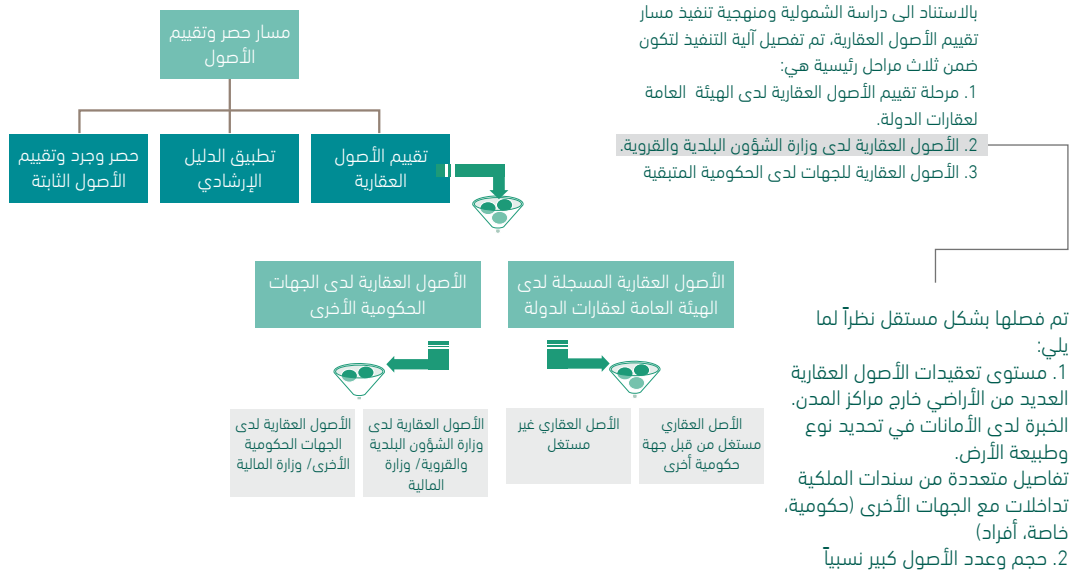 بالاستناد الى دراسة الشمولية ومنهجية تنفيذ مسار
تقييم الأصول العقارية، تم تفصيل آلية التنفيذ لتكون
ضمن ثلاث مراحل رئيسية هي:
1. مرحلة تقييم الأصول العقارية لدى الهيئة العامة
لعقارات الدولة.
2. الأصول العقارية لدى وزارة الشؤون البلدية والقروية.
3. الأصول العقارية للجهات لدى الحكومية المتبقية
تم فصلها بشكل مستقل نظراً لما
يلي:
1. مستوى تعقيدات الأصول العقارية
العديد من الأراضي خارج مراكز المدن.
الخبرة لدى الأمانات في تحديد نوع
وطبيعة الأرض.
تفاصيل متعددة من سندات الملكية
تداخلات مع الجهات الأخرى (حكومية،
خاصة، أفراد)
2. حجم وعدد الأصول كبير نسبياً
مسار حصر وتقييم
الأصول
تقييم الأصول
العقارية
تطبيق الدليل
الإرشادي
حصر وجرد وتقييم
الأصول الثابتة
الأصول العقارية المسجلة لدى
الهيئة العامة لعقارات الدولة
الأصول العقارية لدى الجهات
الحكومية الأخرى
الأصل العقاري
مستغل من قبل جهة
حكومية أخرى
الأصل العقاري غير
مستغل
الأصول العقارية لدى
وزارة الشؤون البلدية
والقروية/ وزارة
المالية
الأصول العقارية لدى
الجهات الحكومية
الأخرى/ وزارة المالية